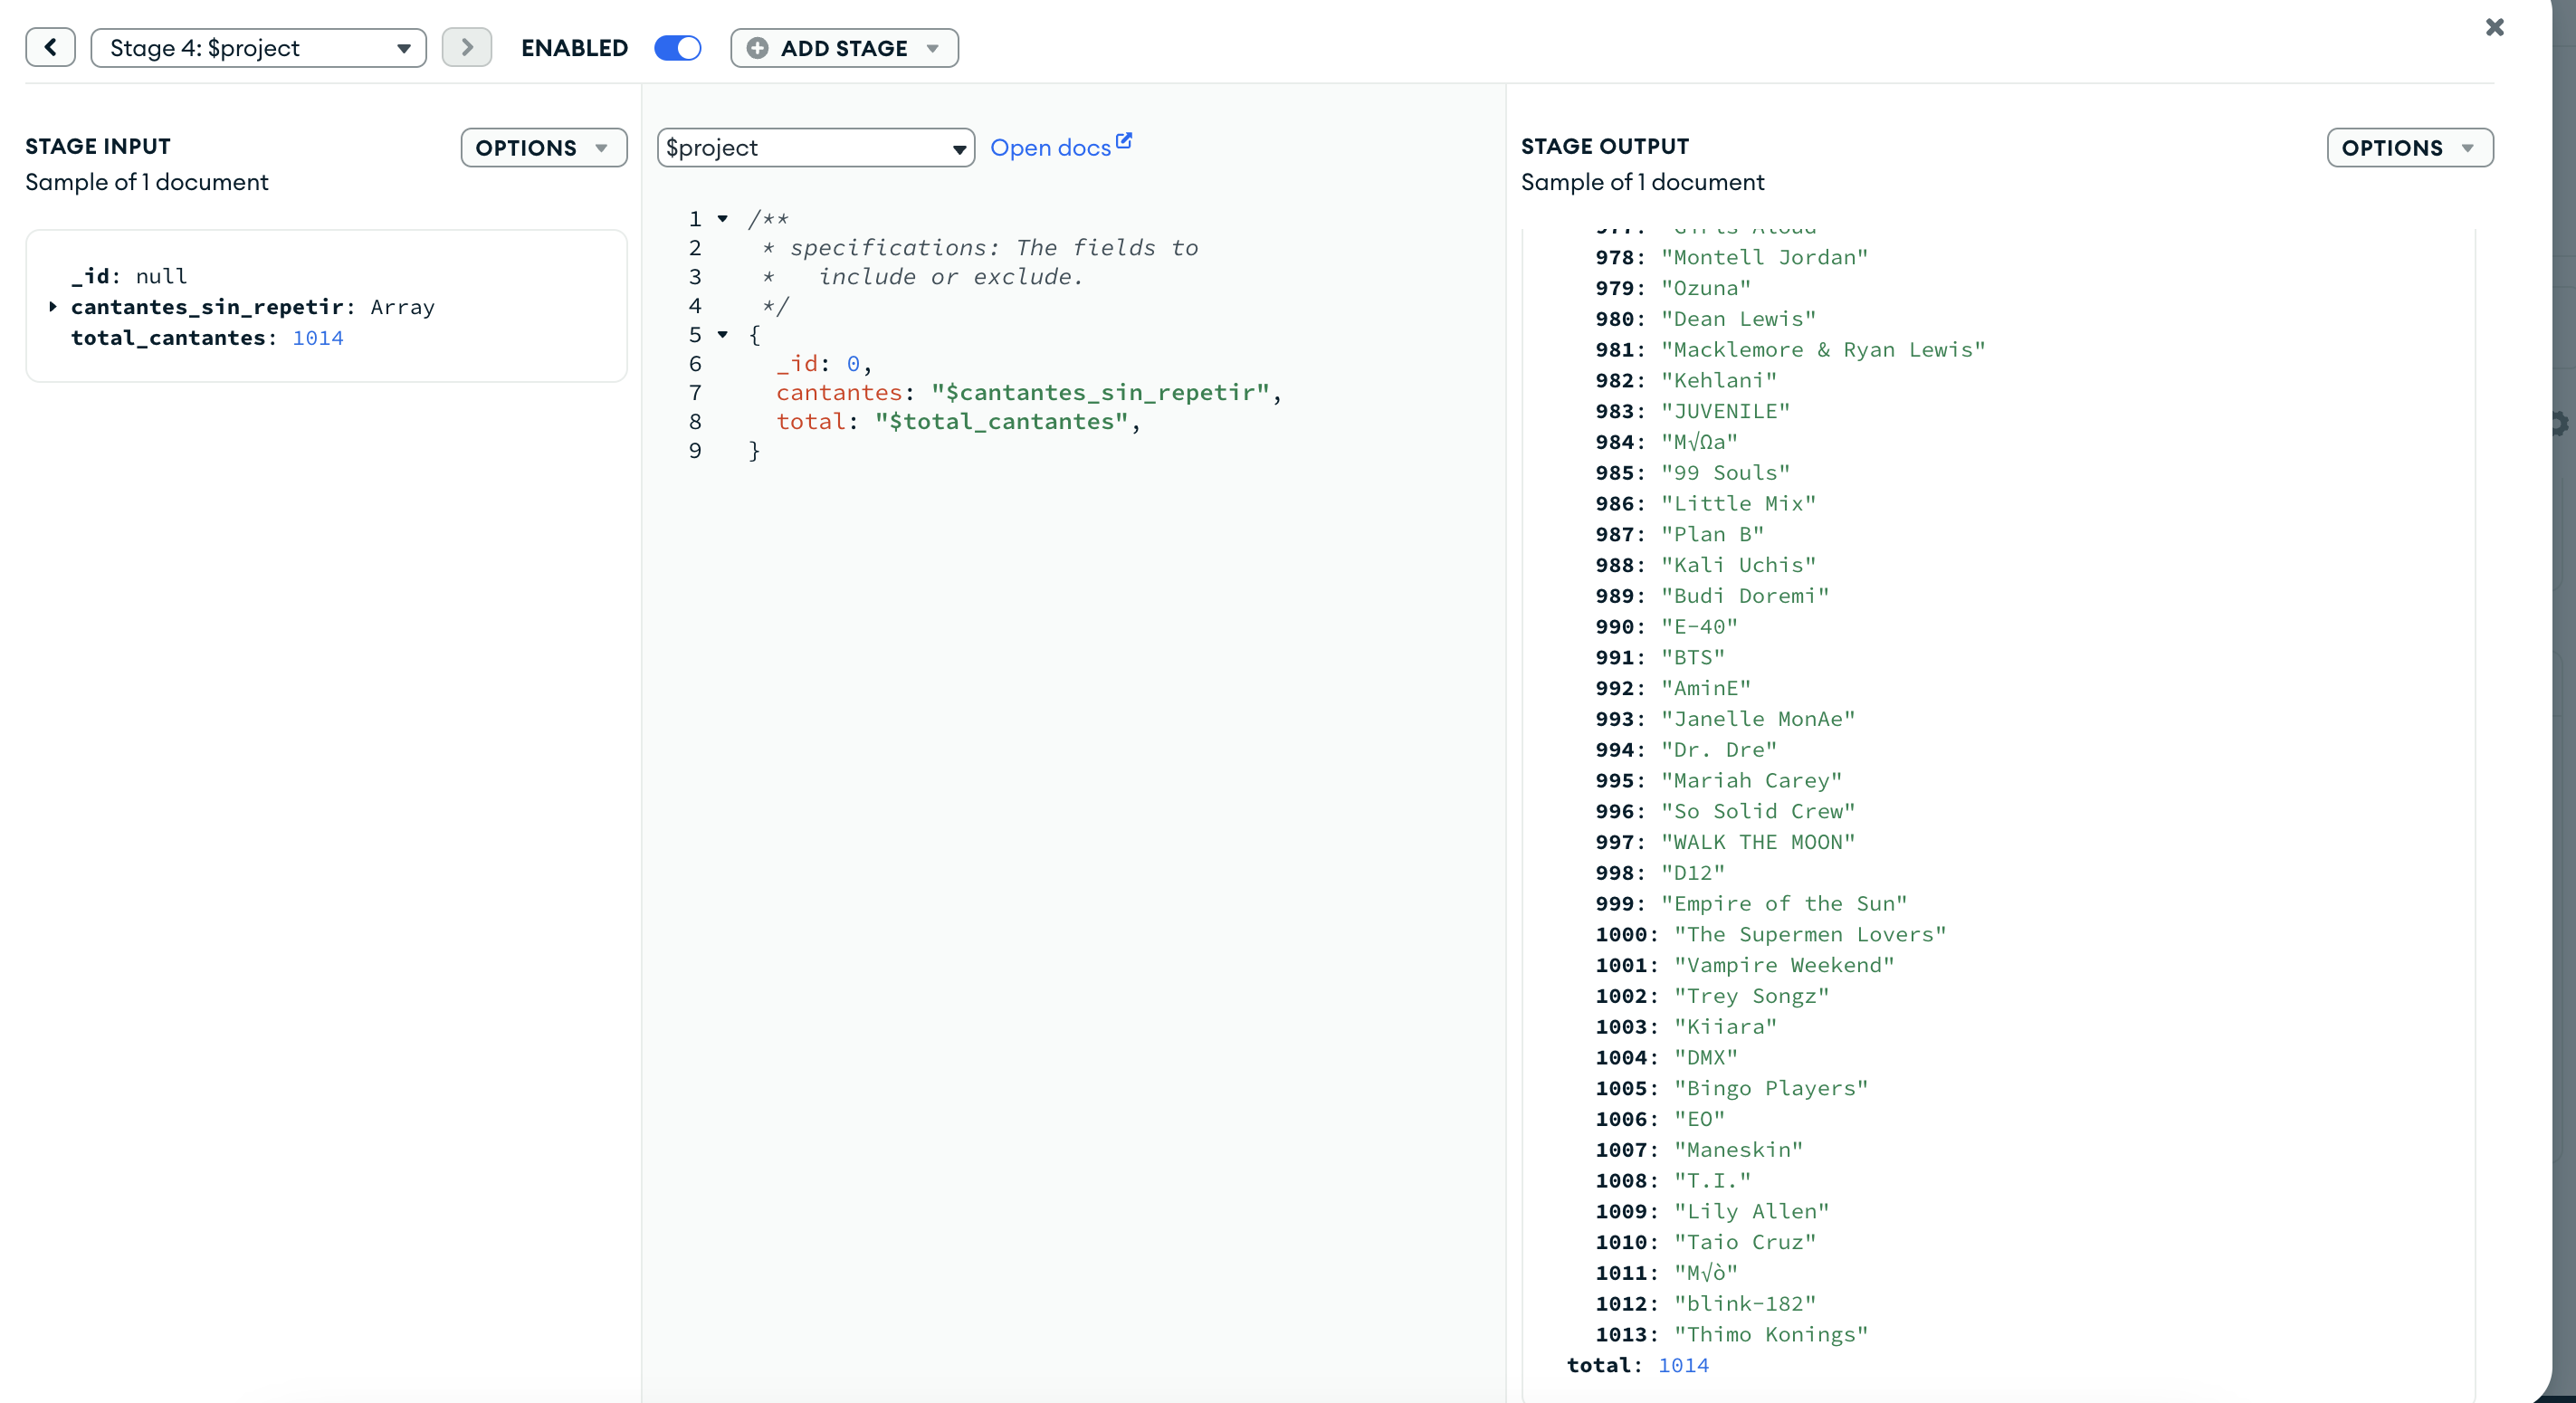 Stage 4: $project
ENABLED
ADD STAGE
STAGE INPUT
OPTIONS
Sample of 1 document
_id: null
cantantes_sin_repetir: Array
total_cantantes: 1014
$project
Open docs
1 /**
2 * specifications: The fields to
3 * include or exclude.
4 */
5 {
6 _id: 0,
7 cantantes: "$cantantes_sin_repetir",
8 total: "$total_cantantes",
9 }
STAGE OUTPUT
OPTIONS
Sample of 1 document
977: "Girls Aloud"
978: "Montell Jordan"
979: "Ozuna"
980: "Dean Lewis"
981: "Macklemore & Ryan Lewis"
982: "Kehlani"
983: "JUVENILE"
984: "M√Ωa"
985: "99 Souls"
986: "Little Mix"
987: "Plan B"
988: "Kali Uchis"
989: "Budi Doremi"
990: "E-40"
991: "BTS"
992: "AminE"
993: "Janelle MonAe"
994: "Dr. Dre"
995: "Mariah Carey"
996: "So Solid Crew"
997: "WALK THE MOON"
998: "D12"
999: "Empire of the Sun"
1000: "The Supermen Lovers"
1001: "Vampire Weekend"
1002: "Trey Songz"
1003: "Kiiara"
1004: "DMX"
1005: "Bingo Players"
1006: "EO"
1007: "Maneskin"
1008: "T.I."
1009: "Lily Allen"
1010: "Taio Cruz"
1011: "M√ò"
1012: "blink-182"
1013: "Thimo Konings"
total: 1014